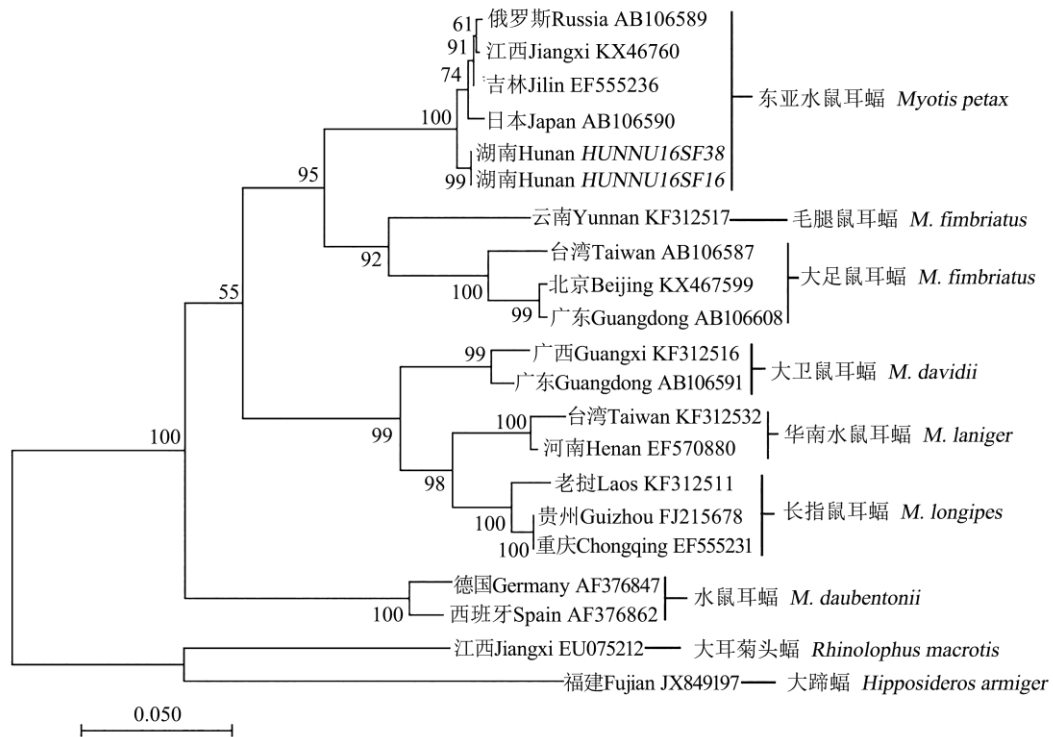 61
俄罗斯Russia AB106589
91
江西Jiangxi KX46760
74
吉林Jilin EF555236
东亚水鼠耳蝠 Myotis petax
100
日本Japan AB106590
湖南Hunan HUNNU16SF38
99
湖南Hunan HUNNU16SF16
95
云南Yunnan KF312517
毛腿鼠耳蝠 M. fimbriatus
92
台湾Taiwan AB106587
100
北京Beijing KX467599
大足鼠耳蝠 M. fimbriatus
99
广东Guangdong AB106608
55
99
广西Guangxi KF312516
大卫鼠耳蝠 M. davidii
广东Guangdong AB106591
99
100
台湾Taiwan KF312532
华南水鼠耳蝠 M. laniger
河南Henan EF570880
100
98
老挝Laos KF312511
100
贵州Guizhou FJ215678
长指鼠耳蝠 M. longipes
100
重庆Chongqing EF555231
德国Germany AF376847
水鼠耳蝠 M. daubentonii
100
西班牙Spain AF376862
江西Jiangxi EU075212
大耳菊头蝠 Rhinolophus macrotis
福建Fujian JX849197
大蹄蝠 Hipposideros armiger
0.050